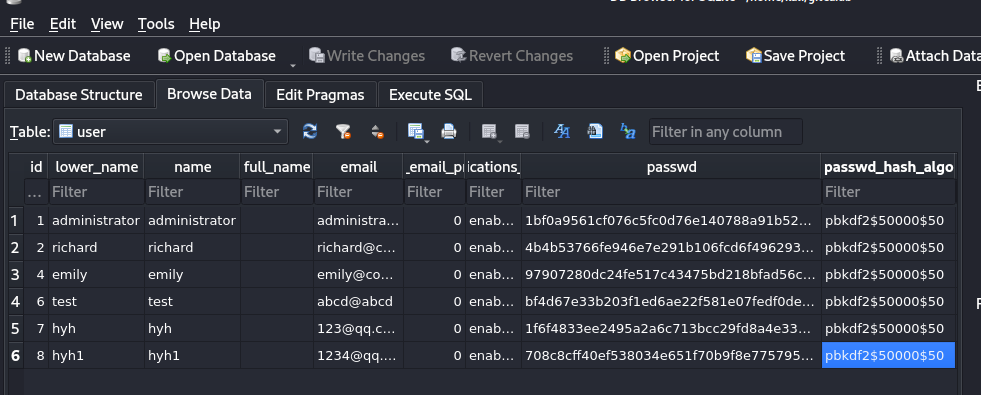 File Edit View Tools Help
New Database Open Database Write Changes Revert Changes Open Project Save Project Attach Data
Database Structure Browse Data Edit Pragmas Execute SQL
Table: user Filter in any column
id lower_name name full_name email _email_pr ications_ passwd passwd_hash_algo
... Filter Filter Filter Filter Filter Filter Filter Filter
1 1 administrator administrator administra... 0 enab... 1bf0a9561cf076c5fc0d76e140788a91b52... pbkdf2$50000$50
2 2 richard richard richard@c... 0 enab... 4b4b53766fe946e7e291b106fcd6f496293... pbkdf2$50000$50
3 4 emily emily emily@co... 0 enab... 97907280dc24fe517c43475bd218bfad56c... pbkdf2$50000$50
4 6 test test abcd@abcd 0 enab... bf4d67e33b203f1ed6ae22f581e07fedf0de... pbkdf2$50000$50
5 7 hyh hyh 123@qq.c... 0 enab... 1f6f4833ee2495a2a6c713bcc29fd8a4e33... pbkdf2$50000$50
6 8 hyh1 hyh1 1234@qq.... 0 enab... 708c8cff40ef538034e651f70b9f8e775795... pbkdf2$50000$50